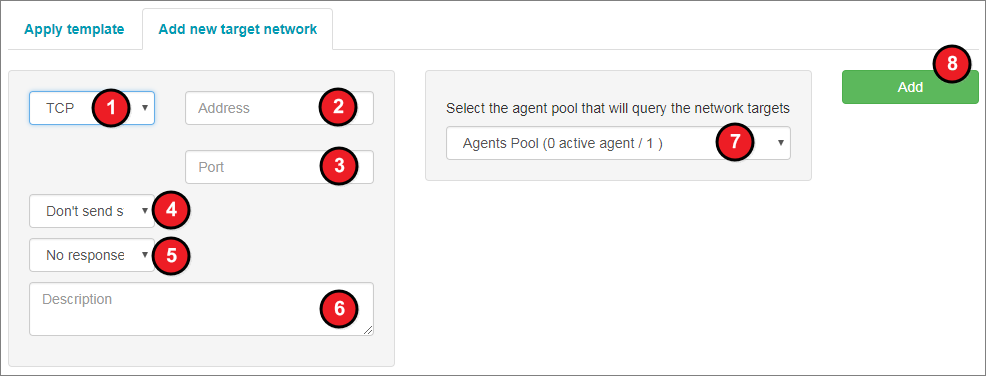 Apply template
Add new target network
TCP 1
Address 2
Port 3
Don't send s 4
No response 5
Description 6
Select the agent pool that will query the network targets
Agents Pool (0 active agent / 1 ) 7
8
Add